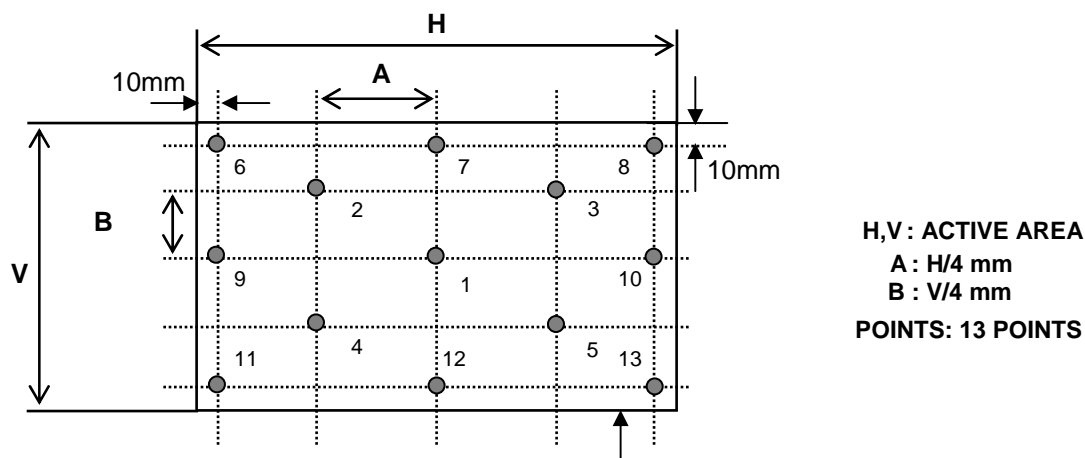 H
10mm
A
6
7
8
10mm
2
3
B
V
9
1
10
4
5
11
12
13
H,V : ACTIVE AREA
A : H/4 mm
B : V/4 mm
POINTS: 13 POINTS